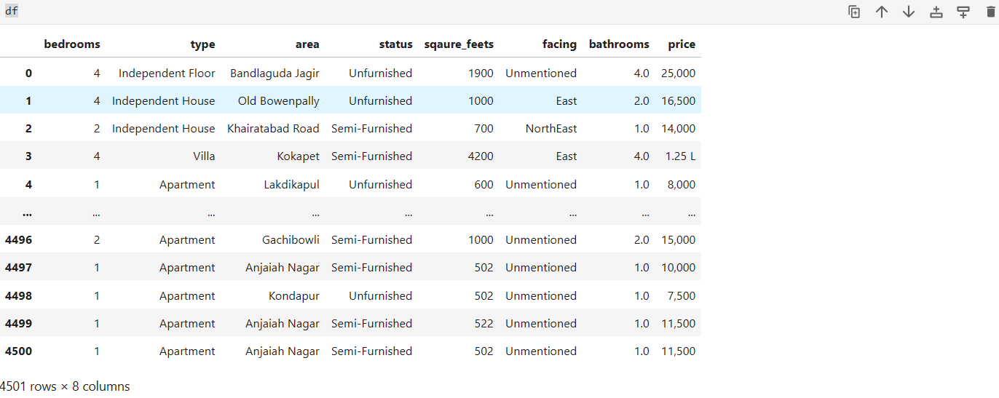 df
bedrooms type area status sqaure_feets facing bathrooms price
0 4 Independent Floor Bandlaguda Jagir Unfurnished 1900 Unmentioned 4.0 25,000
1 4 Independent House Old Bowenpally Unfurnished 1000 East 2.0 16,500
2 2 Independent House Khairatabad Road Semi-Furnished 700 NorthEast 1.0 14,000
3 4 Villa Kokapet Semi-Furnished 4200 East 4.0 1.25 L
4 1 Apartment Lakdikapul Unfurnished 600 Unmentioned 1.0 8,000
... ... ... ... ... ... ... ... ...
4496 2 Apartment Gachibowli Semi-Furnished 1000 Unmentioned 2.0 15,000
4497 1 Apartment Anjaiah Nagar Semi-Furnished 502 Unmentioned 1.0 10,000
4498 1 Apartment Kondapur Unfurnished 502 Unmentioned 1.0 7,500
4499 1 Apartment Anjaiah Nagar Semi-Furnished 522 Unmentioned 1.0 11,500
4500 1 Apartment Anjaiah Nagar Semi-Furnished 502 Unmentioned 1.0 11,500
4501 rows × 8 columns